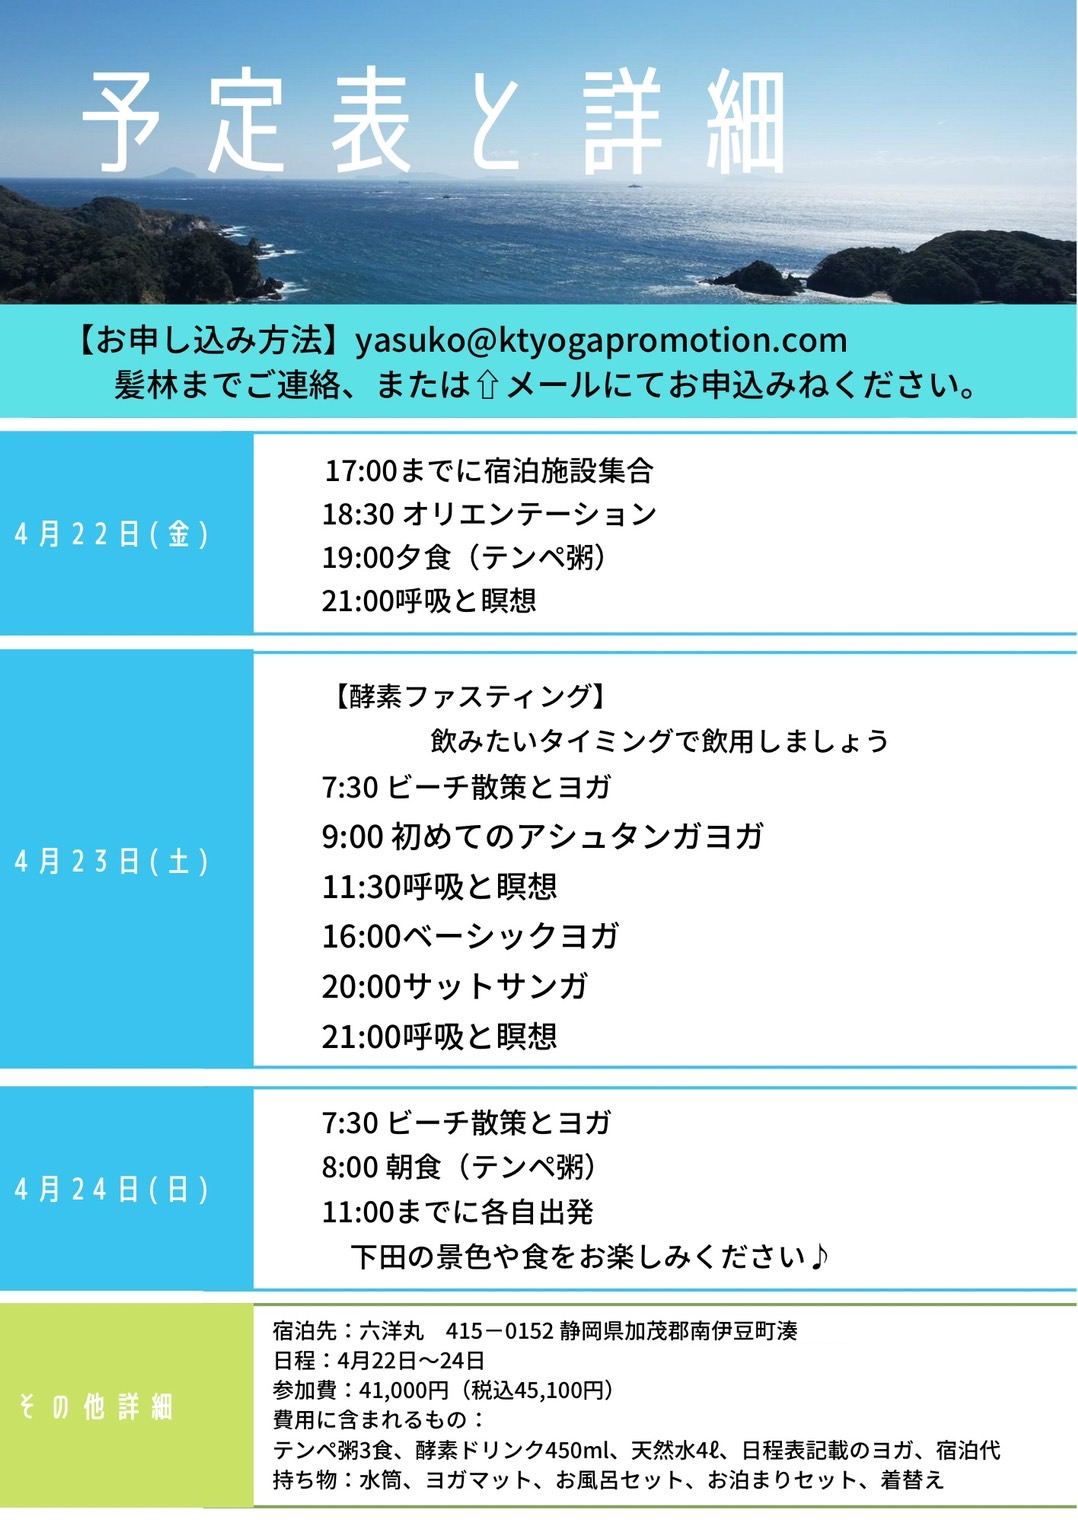 予定表と詳細
【お申し込み方法】yasuko@ktyogapromotion.com
髪林までご連絡、または⇧メールにてお申込みねください。
4月22日(金)
17:00までに宿泊施設集合
18:30 オリエンテーション
19:00夕食（テンペ粥）
21:00呼吸と瞑想
4月23日(土)
【酵素ファスティング】
飲みたいタイミングで飲用しましょう
7:30 ビーチ散策とヨガ
9:00 初めてのアシュタンガヨガ
11:30呼吸と瞑想
16:00ベーシックヨガ
20:00サットサンガ
21:00呼吸と瞑想
4月24日(日)
7:30 ビーチ散策とヨガ
8:00 朝食（テンペ粥）
11:00までに各自出発
下田の景色や食をお楽しみください♪
その他詳細
宿泊先：六洋丸　415－0152 静岡県加茂郡南伊豆町湊
日程：4月22日〜24日
参加費：41,000円（税込45,100円）
費用に含まれるもの：
テンペ粥3食、酵素ドリンク450ml、天然水4ℓ、日程表記載のヨガ、宿泊代
持ち物：水筒、ヨガマット、お風呂セット、お泊まりセット、着替え